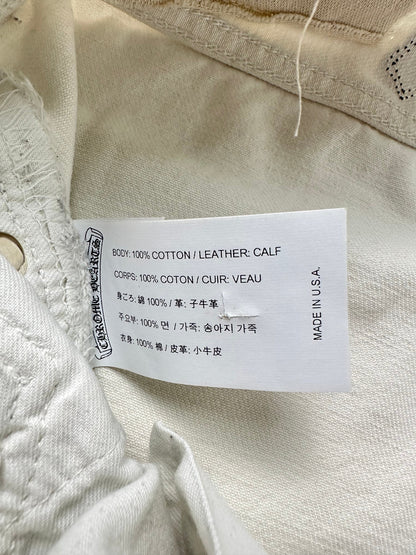 CHROME HEARTS
BODY: 100% COTTON / LEATHER: CALF
CORPS: 100% COTON / CUIR: VEAU
身ごろ: 綿 100% / 革: 子牛革
주요부: 100% 면 / 가죽: 송아지 가죽
衣身: 100% 棉 / 皮革: 小牛皮
MADE IN U.S.A.